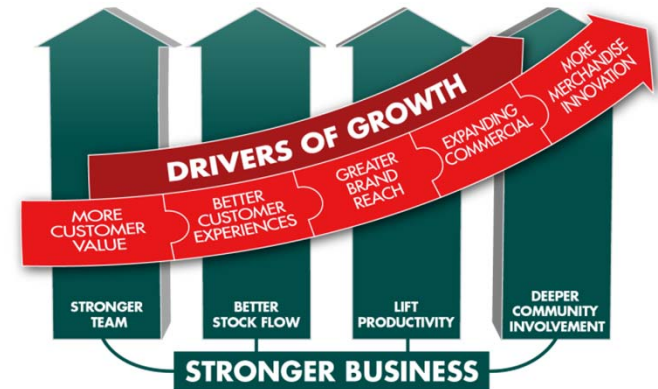 DRIVERS OF GROWTH
MORE
CUSTOMER
VALUE
BETTER
CUSTOMER
EXPERIENCES
GREATER
BRAND
REACH
EXPANDING
COMMERCIAL
MORE
MERCHANDISE
INNOVATION
STRONGER
TEAM
BETTER
STOCK FLOW
LIFT
PRODUCTIVITY
DEEPER
COMMUNITY
INVOLVEMENT
STRONGER BUSINESS